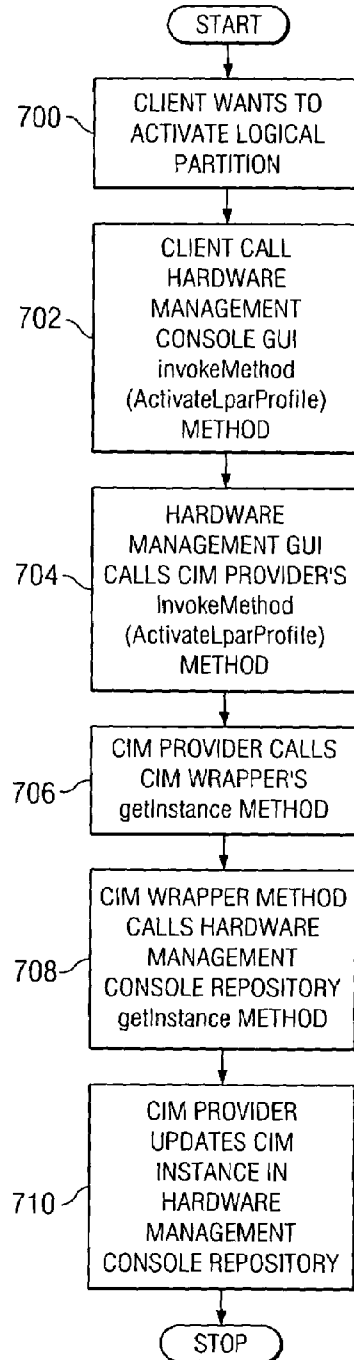 START
700
CLIENT WANTS TO
ACTIVATE LOGICAL
PARTITION
702
CLIENT CALL
HARDWARE
MANAGEMENT
CONSOLE GUI
invokeMethod
(ActivateLparProfile)
METHOD
704
HARDWARE
MANAGEMENT GUI
CALLS CIM PROVIDER'S
InvokeMethod
(ActivateLparProfile)
METHOD
706
CIM PROVIDER CALLS
CIM WRAPPER'S
getInstance METHOD
708
CIM WRAPPER METHOD
CALLS HARDWARE
MANAGEMENT
CONSOLE REPOSITORY
getInstance METHOD
710
CIM PROVIDER
UPDATES CIM
INSTANCE IN
HARDWARE
MANAGEMENT
CONSOLE REPOSITORY
STOP